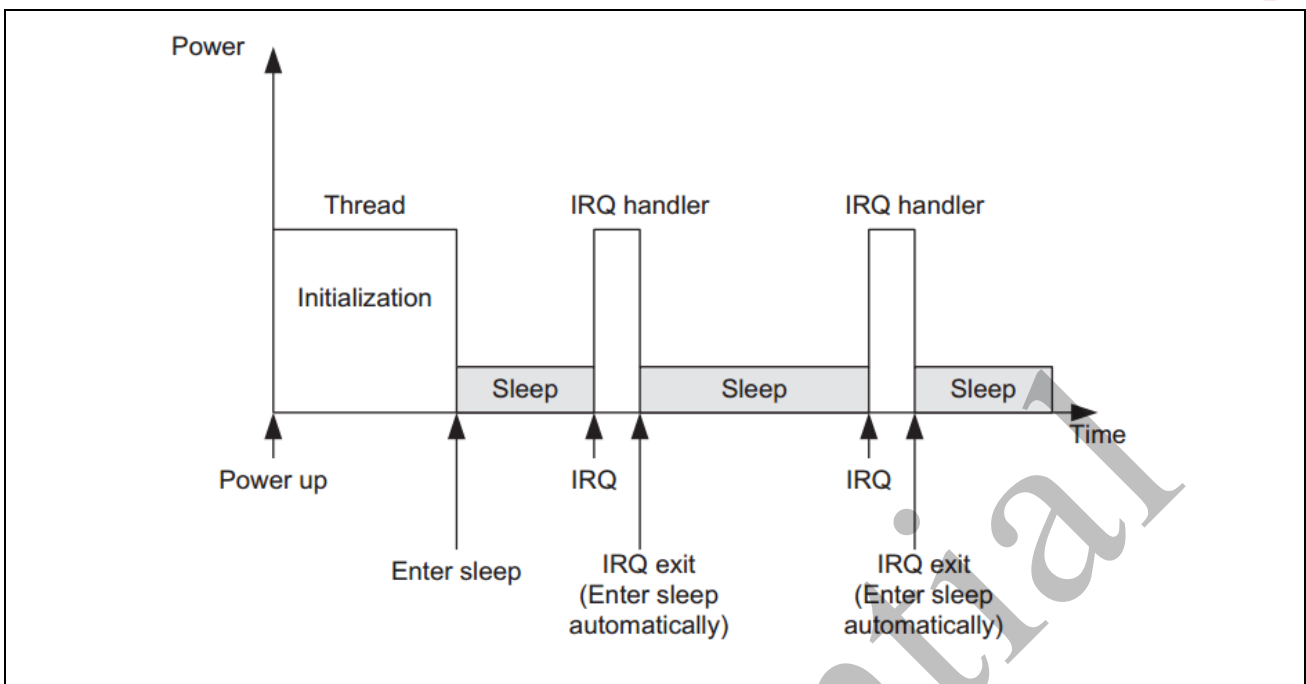 Power
Thread
IRQ handler
IRQ handler
Initialization
Sleep
Sleep
Sleep
Time
Power up
IRQ
IRQ
Enter sleep
IRQ exit
(Enter sleep
automatically)
IRQ exit
(Enter sleep
automatically)
ntial